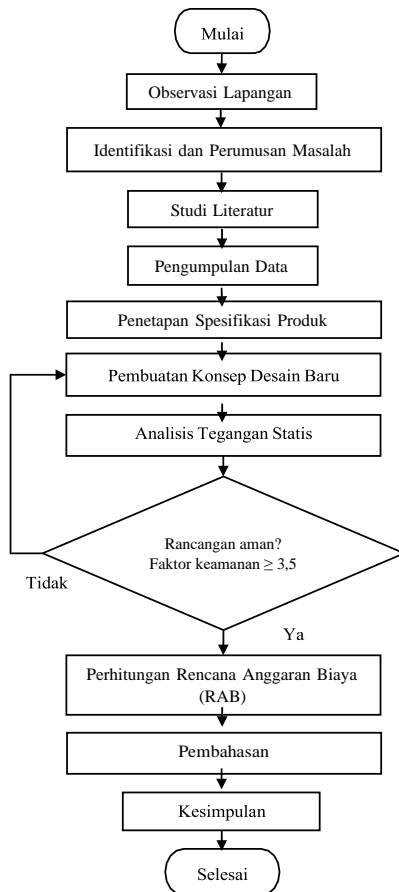 Mulai
Observasi Lapangan
Identifikasi dan Perumusan Masalah
Studi Literatur
Pengumpulan Data
Penetapan Spesifikasi Produk
Pembuatan Konsep Desain Baru
Analisis Tegangan Statis
Rancangan aman?
Faktor keamanan ≥ 3,5
Tidak
Ya
Perhitungan Rencana Anggaran Biaya
(RAB)
Pembahasan
Kesimpulan
Selesai